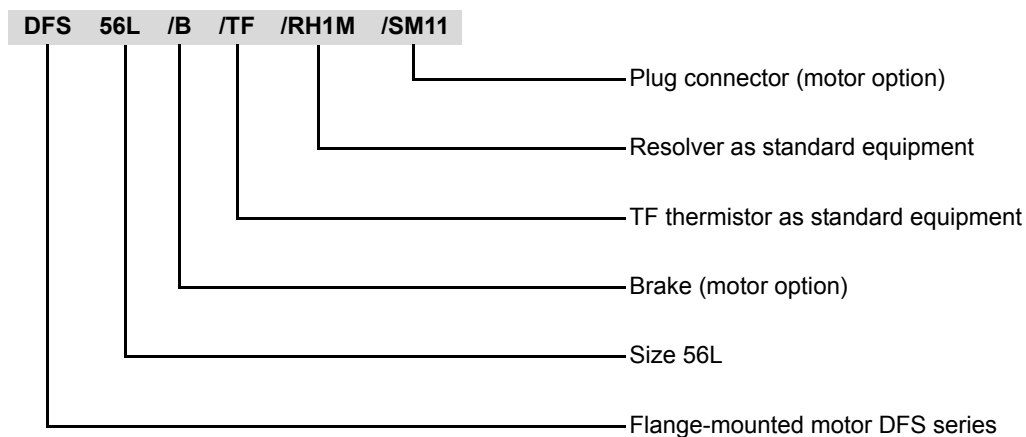 DFS 56L /B /TF /RH1M /SM11
Plug connector (motor option)
Resolver as standard equipment
TF thermistor as standard equipment
Brake (motor option)
Size 56L
Flange-mounted motor DFS series